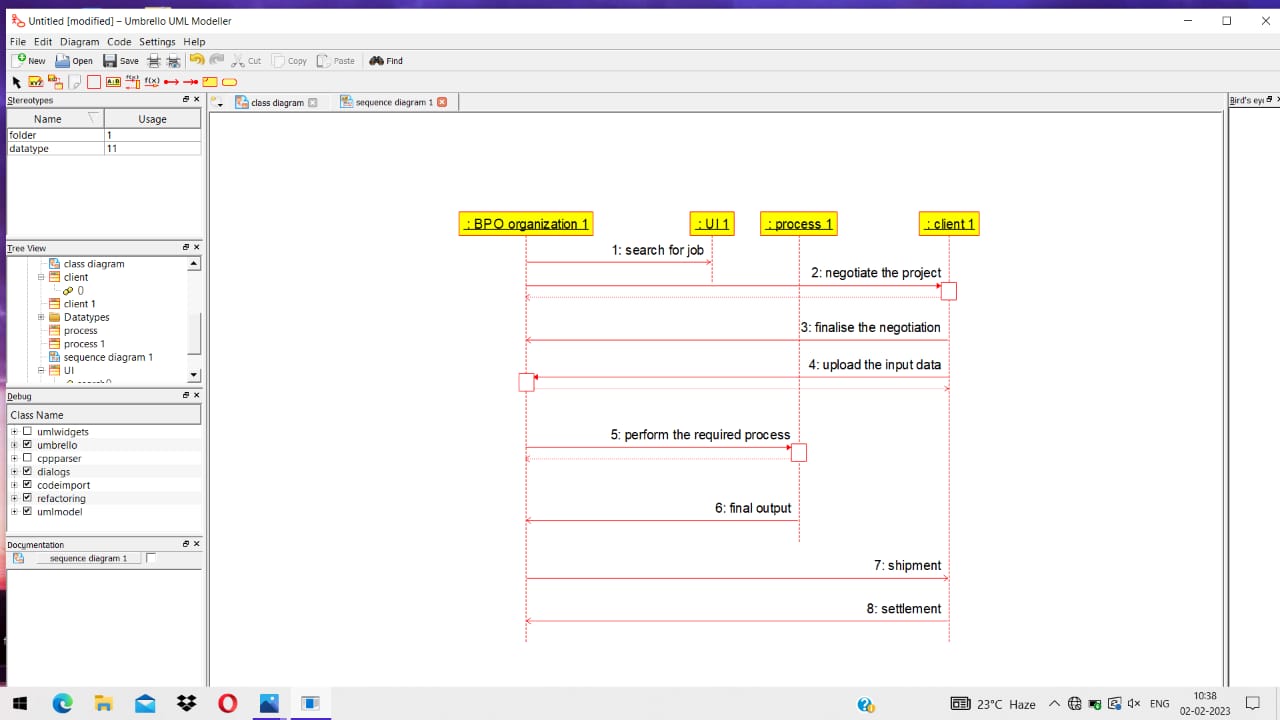 Untitled [modified] – Umbrello UML Modeller
File Edit Diagram Code Settings Help
New Open Save Cut Copy Paste Find
Stereotypes
Name Usage
folder 1
datatype 11
Tree View
class diagram
client
()
client 1
Datatypes
process
process 1
sequence diagram 1
UI
Debug
Class Name
umlwidgets
umbrello
cppparser
dialogs
codeimport
refactoring
umlmodel
Documentation
sequence diagram 1
class diagram sequence diagram 1
Bird's ey
: BPO organization 1 : UI 1 : process 1 : client 1
1: search for job
2: negotiate the project
3: finalise the negotiation
4: upload the input data
5: perform the required process
6: final output
7: shipment
8: settlement
23°C Haze ENG 10:38
02-02-2023